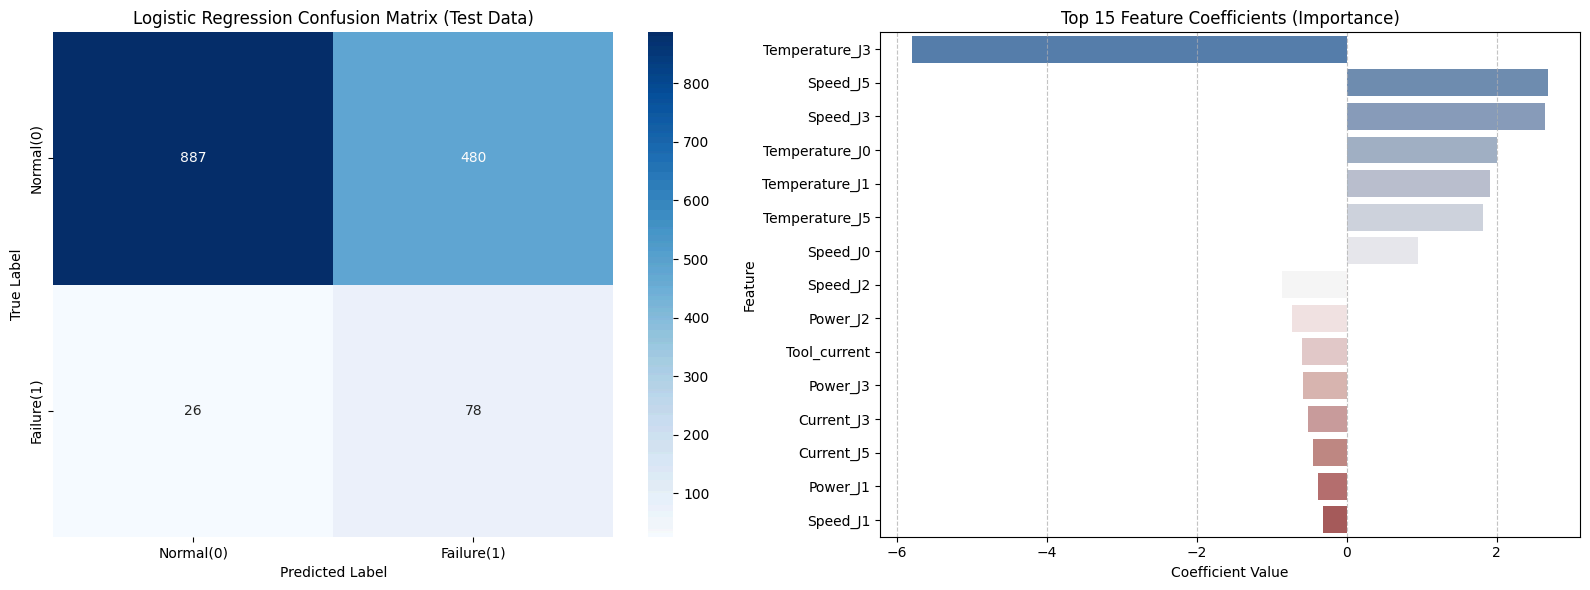 Logistic Regression Confusion Matrix (Test Data)
Normal(0)
Failure(1)
True Label
887
480
26
78
Normal(0)
Failure(1)
Predicted Label
800
700
600
500
400
300
200
100
Top 15 Feature Coefficients (Importance)
Feature
Temperature_J3
Speed_J5
Speed_J3
Temperature_J0
Temperature_J1
Temperature_J5
Speed_J0
Speed_J2
Power_J2
Tool_current
Power_J3
Current_J3
Current_J5
Power_J1
Speed_J1
−6
−4
−2
0
2
Coefficient Value